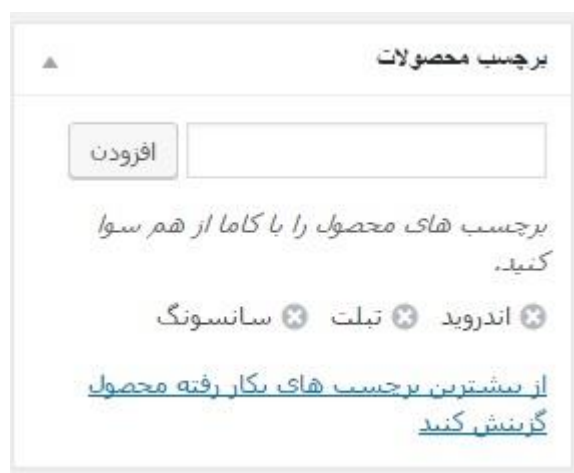 برچسب محصولات
افزودن
برچسب های محصول را با کاما از هم سوا
کنید.
اندروید تبلت سانسونگ
از بیشترین برچسب های بکار رفته محصول
گزینش کنید